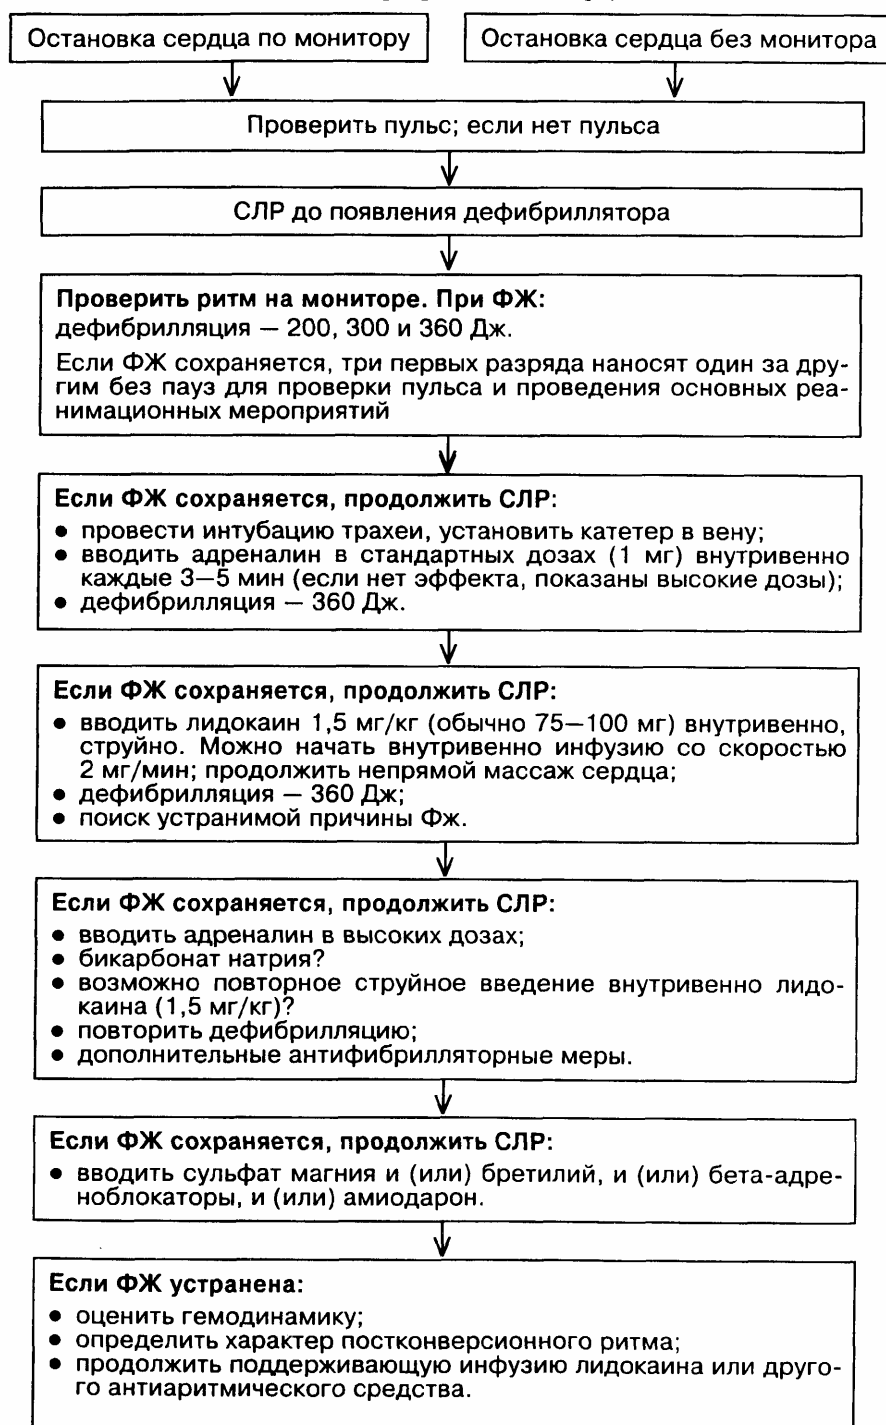 Остановка сердца по монитору
Остановка сердца без монитора
Проверить пульс; если нет пульса
СЛР до появления дефибриллятора
Проверить ритм на мониторе. При ФЖ:
дефибрилляция — 200, 300 и 360 Дж.
Если ФЖ сохраняется, три первых разряда наносят один за дру-
гим без пауз для проверки пульса и проведения основных реа-
нимационных мероприятий
Если ФЖ сохраняется, продолжить СЛР:
• провести интубацию трахеи, установить катетер в вену;
• вводить адреналин в стандартных дозах (1 мг) внутривенно
каждые 3—5 мин (если нет эффекта, показаны высокие дозы);
• дефибрилляция — 360 Дж.
Если ФЖ сохраняется, продолжить СЛР:
• вводить лидокаин 1,5 мг/кг (обычно 75—100 мг) внутривенно,
струйно. Можно начать внутривенно инфузию со скоростью
2 мг/мин; продолжить непрямой массаж сердца;
• дефибрилляция — 360 Дж;
• поиск устранимой причины Фж.
Если ФЖ сохраняется, продолжить СЛР:
• вводить адреналин в высоких дозах;
• бикарбонат натрия?
• возможно повторное струйное введение внутривенно лидо-
каина (1,5 мг/кг)?
• повторить дефибрилляцию;
• дополнительные антифибрилляторные меры.
Если ФЖ сохраняется, продолжить СЛР:
• вводить сульфат магния и (или) бретилий, и (или) бета-адре-
ноблокаторы, и (или) амиодарон.
Если ФЖ устранена:
• оценить гемодинамику;
• определить характер постконверсионного ритма;
• продолжить поддерживающую инфузию лидокаина или друго-
го антиаритмического средства.